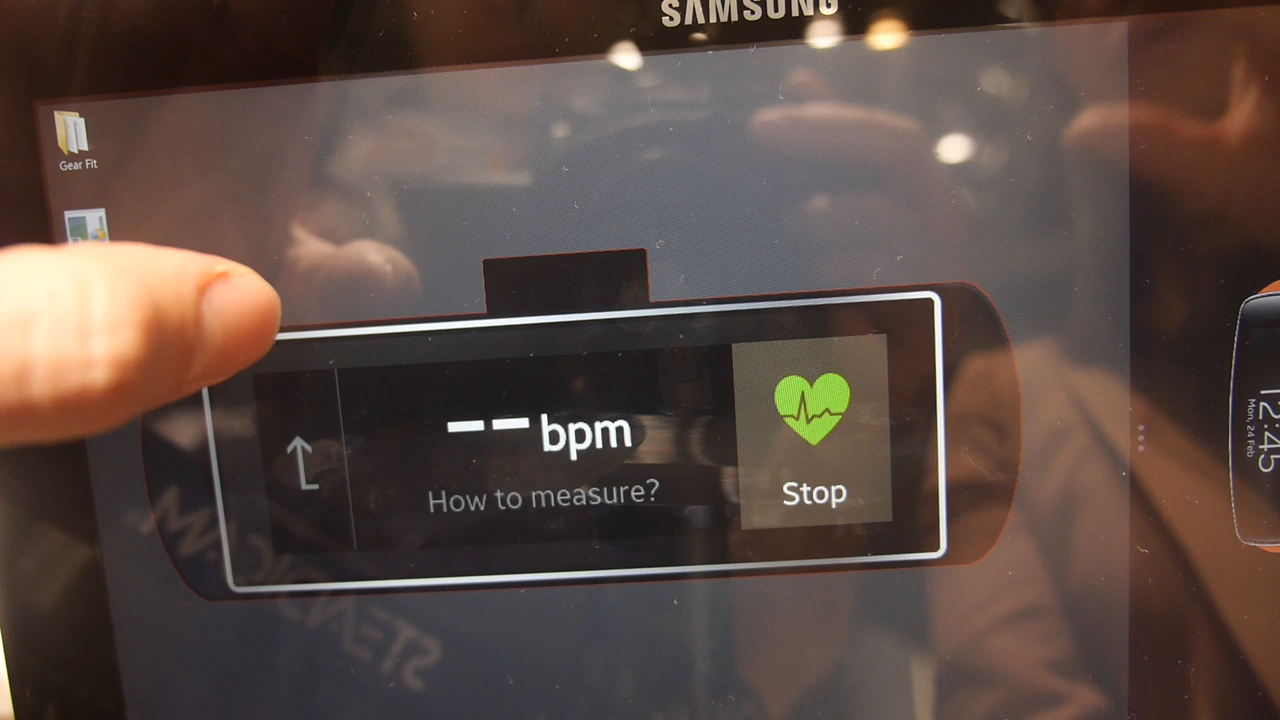 SAMSUNG
Gear Fit
-- bpm
How to measure?
Stop
12:45
Mon, 24 Feb